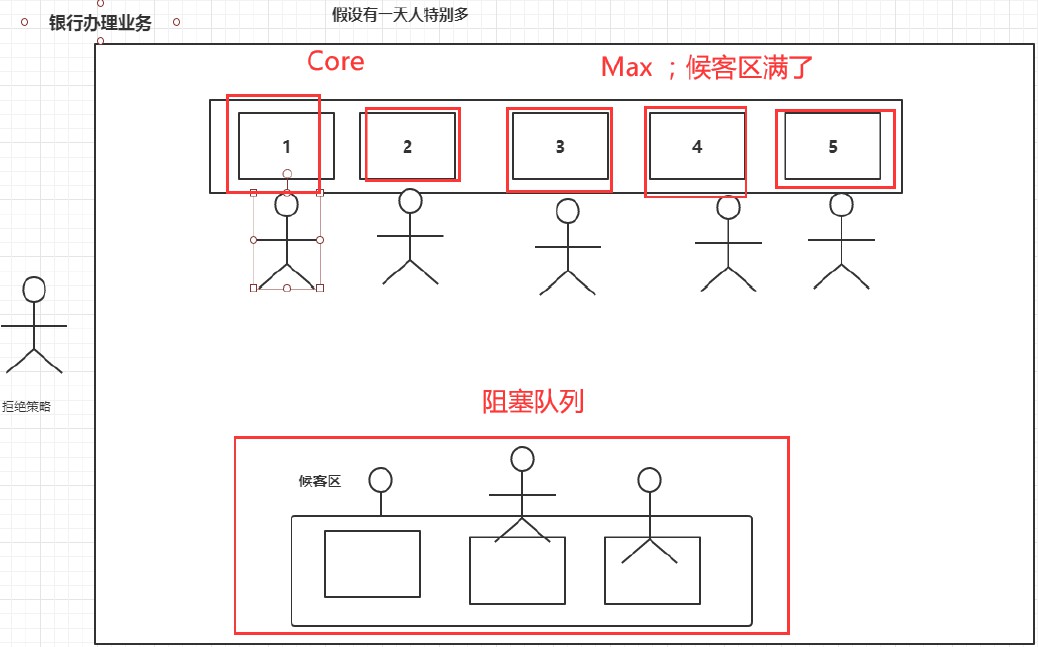 假设有一天人特别多
银行办理业务
Core
Max ；候客区满了
1
2
3
4
5
拒绝策略
阻塞队列
候客区